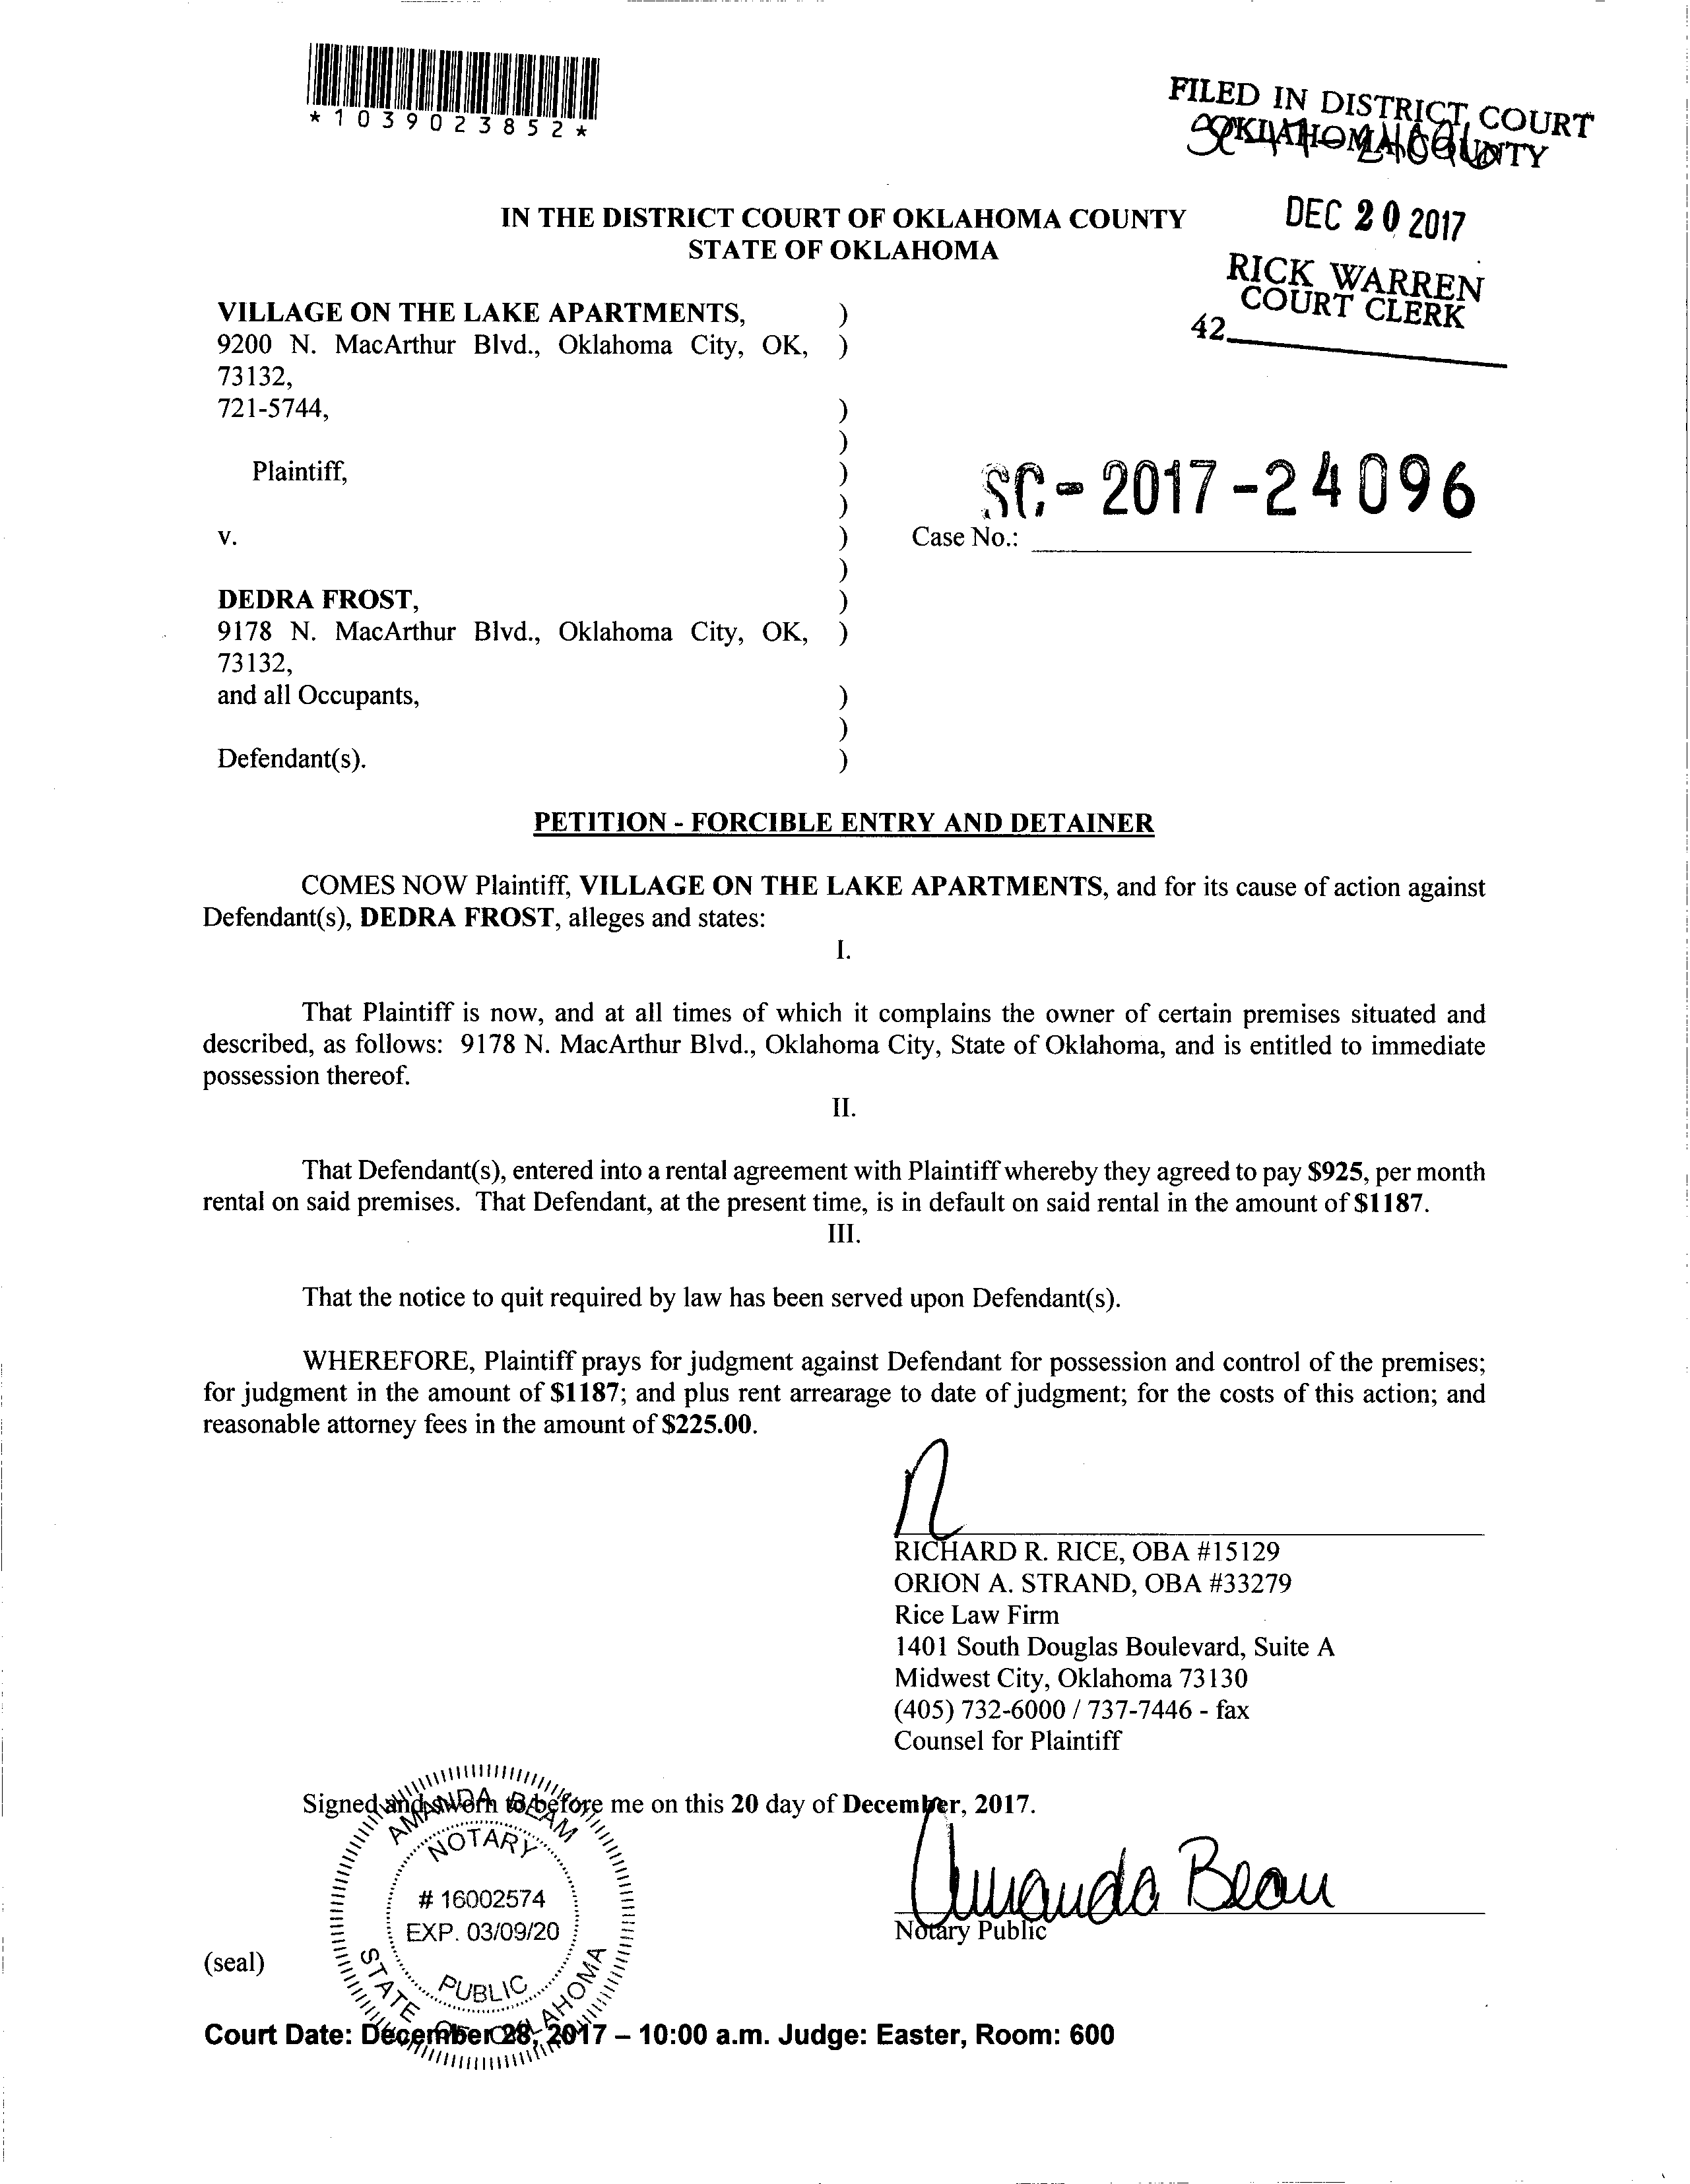 *1039023852*
FILED IN DISTRICT COURT
OKLAHOMA COUNTY
DEC 20 2017
RICK WARREN
COURT CLERK
42
IN THE DISTRICT COURT OF OKLAHOMA COUNTY
STATE OF OKLAHOMA
VILLAGE ON THE LAKE APARTMENTS, )
9200 N. MacArthur Blvd., Oklahoma City, OK, )
73132,
721-5744, )
)
Plaintiff, )
)
SC-2017-24096
v. ) Case No.:
)
DEDRA FROST, )
9178 N. MacArthur Blvd., Oklahoma City, OK, )
73132,
and all Occupants, )
)
Defendant(s). )
PETITION - FORCIBLE ENTRY AND DETAINER
COMES NOW Plaintiff, VILLAGE ON THE LAKE APARTMENTS, and for its cause of action against
Defendant(s), DEDRA FROST, alleges and states:
I.
That Plaintiff is now, and at all times of which it complains the owner of certain premises situated and
described, as follows: 9178 N. MacArthur Blvd., Oklahoma City, State of Oklahoma, and is entitled to immediate
possession thereof.
II.
That Defendant(s), entered into a rental agreement with Plaintiff whereby they agreed to pay $925, per month
rental on said premises. That Defendant, at the present time, is in default on said rental in the amount of $1187.
III.
That the notice to quit required by law has been served upon Defendant(s).
WHEREFORE, Plaintiff prays for judgment against Defendant for possession and control of the premises;
for judgment in the amount of $1187; and plus rent arrearage to date of judgment; for the costs of this action; and
reasonable attorney fees in the amount of $225.00.
RICHARD R. RICE, OBA #15129
ORION A. STRAND, OBA #33279
Rice Law Firm
1401 South Douglas Boulevard, Suite A
Midwest City, Oklahoma 73130
(405) 732-6000 / 737-7446 - fax
Counsel for Plaintiff
Signed and sworn to before me on this 20 day of December, 2017.
AMANDA BEAM
NOTARY
# 16002574
EXP. 03/09/20
PUBLIC
STATE OF OKLAHOMA
Amanda Beam
Notary Public
(seal)
Court Date: December 28, 2017 – 10:00 a.m. Judge: Easter, Room: 600